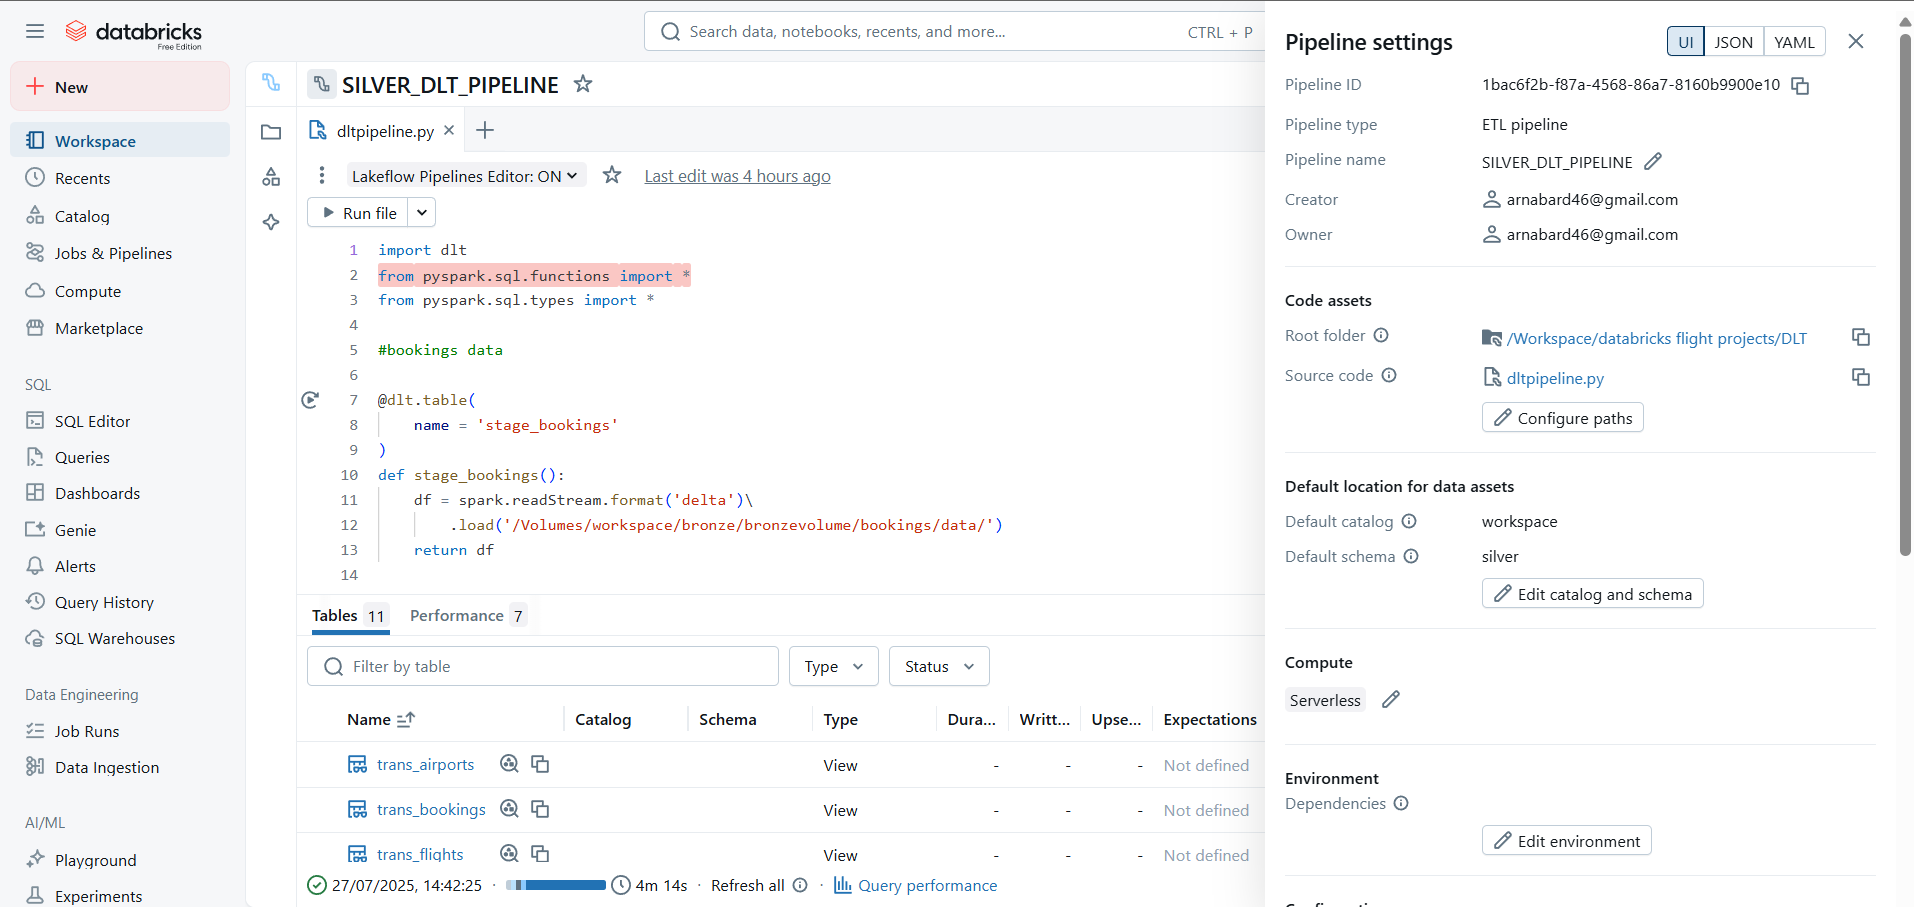 databricks
Free Edition
Search data, notebooks, recents, and more...
CTRL + P
New
Workspace
Recents
Catalog
Jobs & Pipelines
Compute
Marketplace
SQL
SQL Editor
Queries
Dashboards
Genie
Alerts
Query History
SQL Warehouses
Data Engineering
Job Runs
Data Ingestion
AI/ML
Playground
Experiments
SILVER_DLT_PIPELINE
dltpipeline.py
Lakeflow Pipelines Editor: ON
Last edit was 4 hours ago
Run file
1 import dlt
2 from pyspark.sql.functions import *
3 from pyspark.sql.types import *
4
5 #bookings data
6
7 @dlt.table(
8 name = 'stage_bookings'
9 )
10 def stage_bookings():
11 df = spark.readStream.format('delta')\
12 .load('/Volumes/workspace/bronze/bronzevolume/bookings/data/')
13 return df
14
Tables 11 Performance 7
Filter by table
Type
Status
Name Catalog Schema Type Dura... Writt... Upse... Expectations
trans_airports View - - - Not defined
trans_bookings View - - - Not defined
trans_flights View - - - Not defined
27/07/2025, 14:42:25 · 4m 14s · Refresh all · Query performance
Pipeline settings
UI JSON YAML
Pipeline ID 1bac6f2b-f87a-4568-86a7-8160b9900e10
Pipeline type ETL pipeline
Pipeline name SILVER_DLT_PIPELINE
Creator arnabard46@gmail.com
Owner arnabard46@gmail.com
Code assets
Root folder /Workspace/databricks flight projects/DLT
Source code dltpipeline.py
Configure paths
Default location for data assets
Default catalog workspace
Default schema silver
Edit catalog and schema
Compute
Serverless
Environment
Dependencies
Edit environment